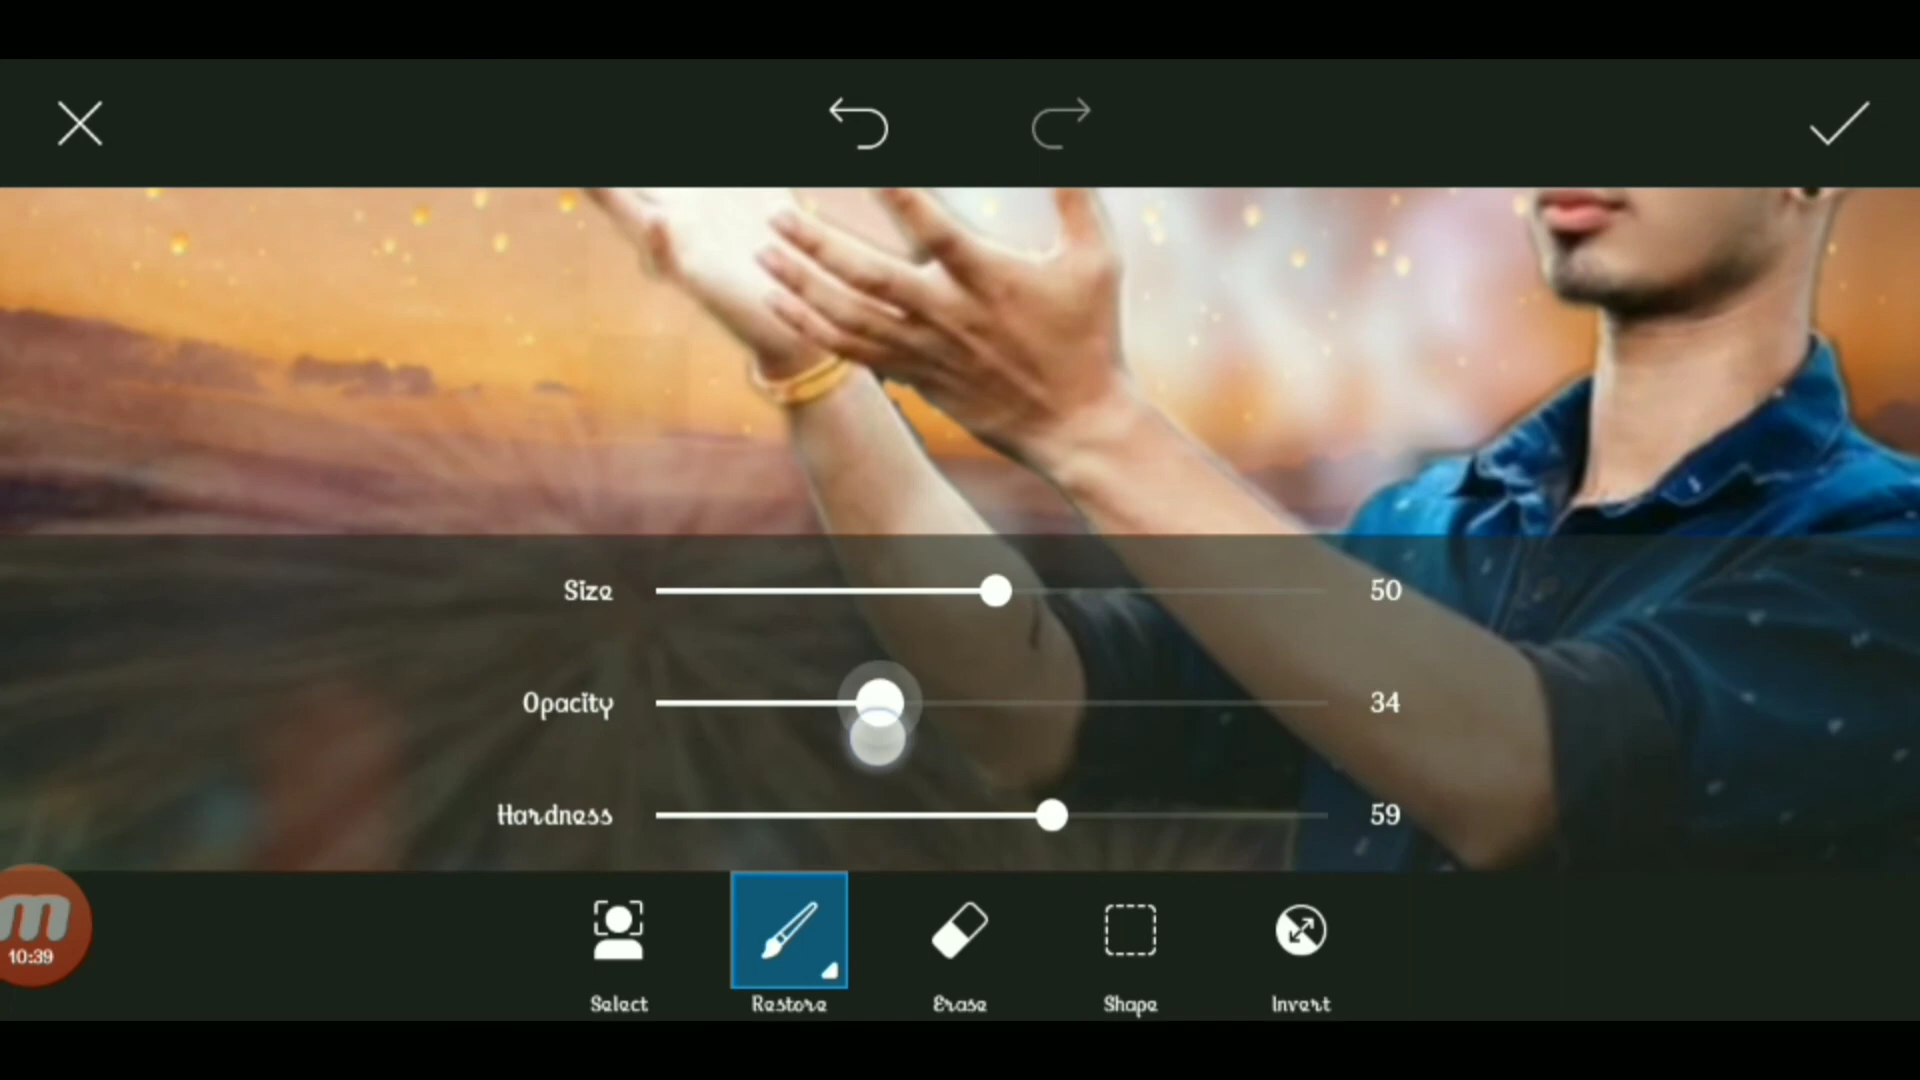 Size 50
Opacity 34
Hardness 59
m
10:39
Select Restore Erase Shape Invert